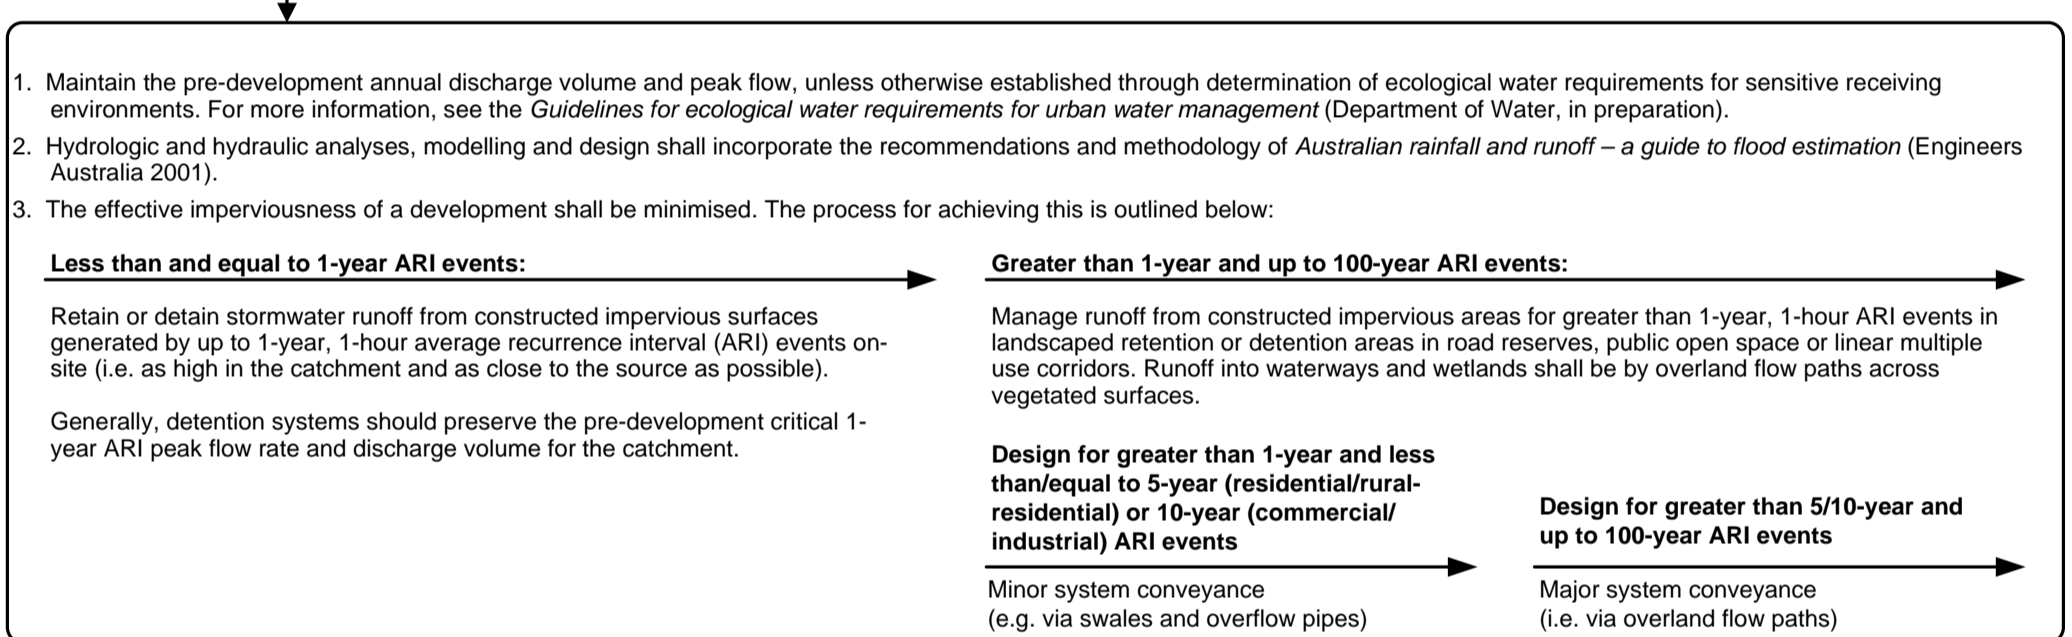 1. Maintain the pre-development annual discharge volume and peak flow, unless otherwise established through determination of ecological water requirements for sensitive receiving
environments. For more information, see the Guidelines for ecological water requirements for urban water management (Department of Water, in preparation).
2. Hydrologic and hydraulic analyses, modelling and design shall incorporate the recommendations and methodology of Australian rainfall and runoff – a guide to flood estimation (Engineers
Australia 2001).
3. The effective imperviousness of a development shall be minimised. The process for achieving this is outlined below:
Less than and equal to 1-year ARI events:
Retain or detain stormwater runoff from constructed impervious surfaces
generated by up to 1-year, 1-hour average recurrence interval (ARI) events on-
site (i.e. as high in the catchment and as close to the source as possible).
Generally, detention systems should preserve the pre-development critical 1-
year ARI peak flow rate and discharge volume for the catchment.
Greater than 1-year and up to 100-year ARI events:
Manage runoff from constructed impervious areas for greater than 1-year, 1-hour ARI events in
landscaped retention or detention areas in road reserves, public open space or linear multiple
use corridors. Runoff into waterways and wetlands shall be by overland flow paths across
vegetated surfaces.
Design for greater than 1-year and less
than/equal to 5-year (residential/rural-
residential) or 10-year (commercial/
industrial) ARI events
Minor system conveyance
(e.g. via swales and overflow pipes)
Design for greater than 5/10-year and
up to 100-year ARI events
Major system conveyance
(i.e. via overland flow paths)